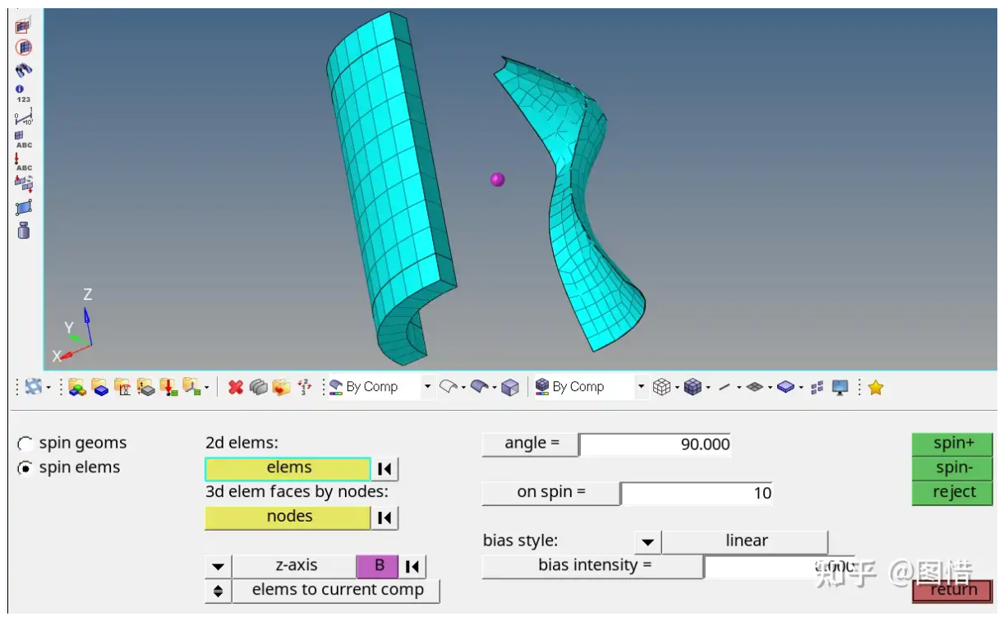 123
ABC
ABC
Z
Y
X
By Comp
By Comp
spin geoms
2d elems:
angle =
90.000
spin+
spin elems
elems
spin-
3d elem faces by nodes:
on spin =
10
reject
nodes
bias style:
linear
z-axis
B
bias intensity =
0.000
elems to current comp
知乎 @图惜
return